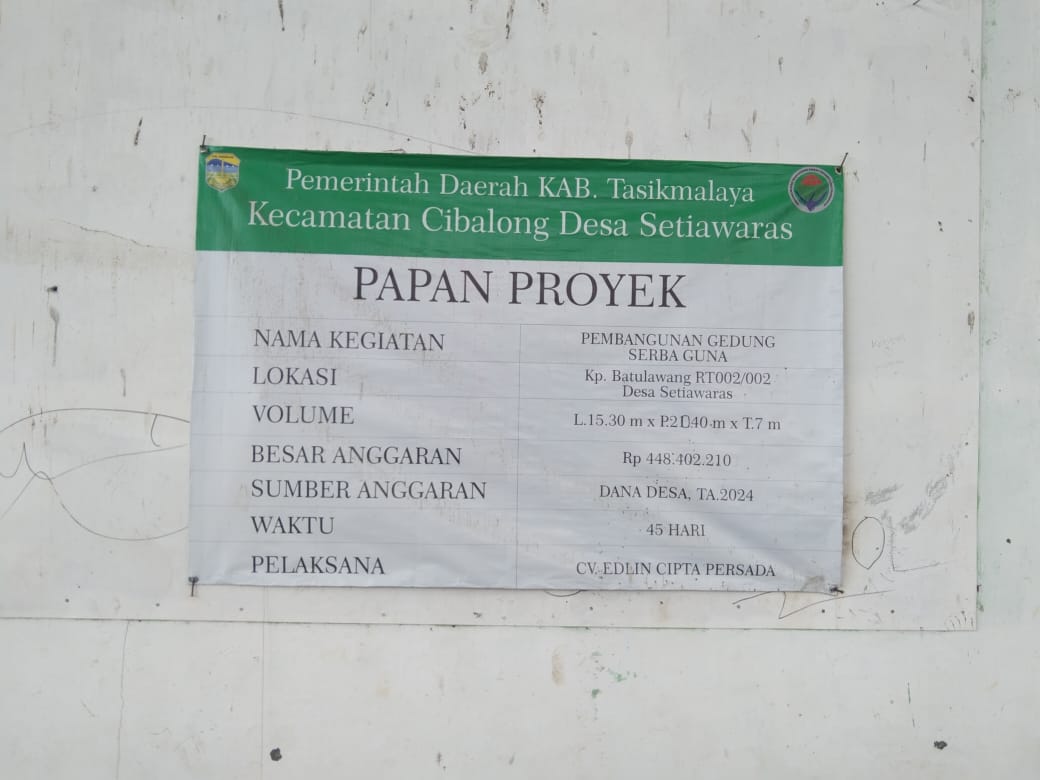 Pemerintah Daerah KAB. Tasikmalaya
Kecamatan Cibalong Desa Setiawaras
PAPAN PROYEK
NAMA KEGIATAN PEMBANGUNAN GEDUNG
SERBA GUNA
LOKASI Kp. Batulawang RT002/002
Desa Setiawaras
VOLUME L.15.30 m x m x T.7 m
BESAR ANGGARAN Rp 448.402.210
SUMBER ANGGARAN DANA DESA, TA.2024
WAKTU 45 HARI
PELAKSANA CV. EDLIN CIPTA PERSADA